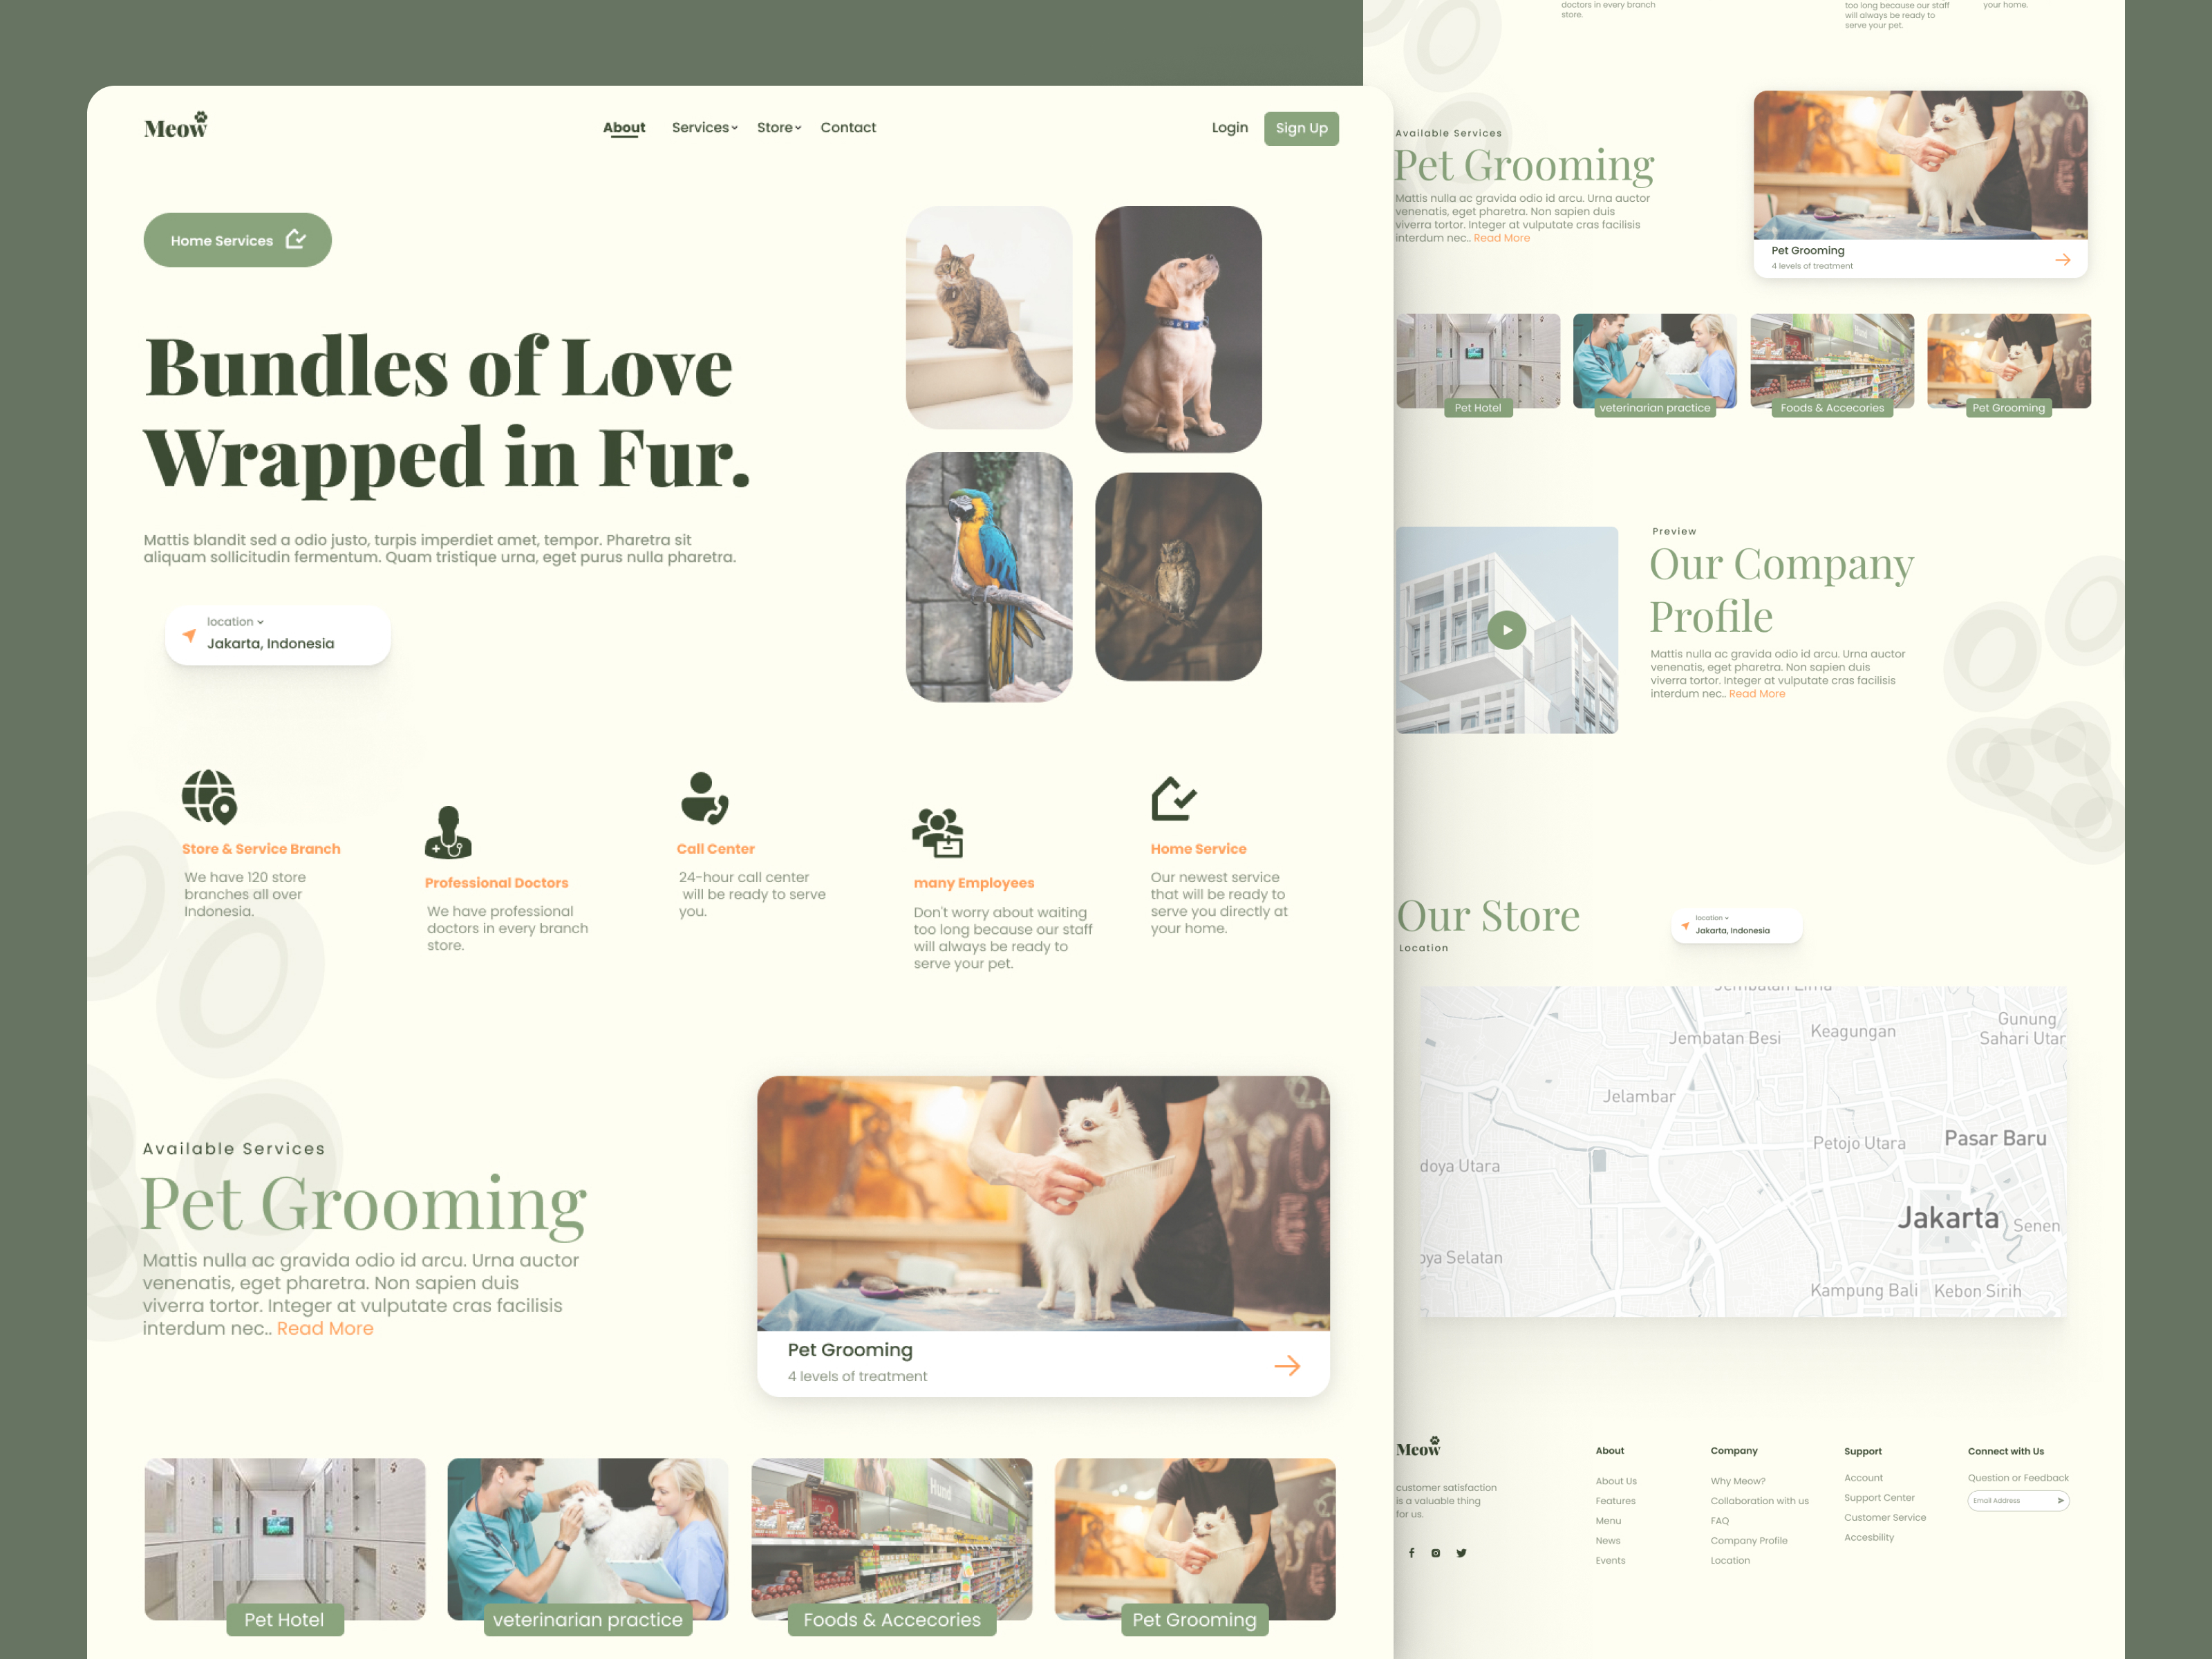 Meow
About
Services
Store
Contact
Login
Sign Up
Home Services
Bundles of Love
Wrapped in Fur.
Mattis blandit sed a odio justo, turpis imperdiet amet, tempor. Pharetra sit
aliquam sollicitudin fermentum. Quam tristique urna, eget purus nulla pharetra.
location
Jakarta, Indonesia
Store & Service Branch
We have 120 store
branches all over
Indonesia.
Professional Doctors
We have professional
doctors in every branch
store.
Call Center
24-hour call center
will be ready to serve
you.
many Employees
Don't worry about waiting
too long because our staff
will always be ready to
serve your pet.
Home Service
Our newest service
that will be ready to
serve you directly at
your home.
Available Services
Pet Grooming
Mattis nulla ac gravida odio id arcu. Urna auctor
venenatis, eget pharetra. Non sapien duis
viverra tortor. Integer at vulputate cras facilisis
interdum nec.. Read More
Pet Grooming
4 levels of treatment
Pet Hotel
veterinarian practice
Hund
Foods & Accecories
Pet Grooming
doctors in every branch
store.
too long because our staff
will always be ready to
serve your pet.
your home.
Available Services
Pet Grooming
Mattis nulla ac gravida odio id arcu. Urna auctor
venenatis, eget pharetra. Non sapien duis
viverra tortor. Integer at vulputate cras facilisis
interdum nec.. Read More
Pet Grooming
4 levels of treatment
Pet Hotel
veterinarian practice
Foods & Accecories
Pet Grooming
Preview
Our Company
Profile
Mattis nulla ac gravida odio id arcu. Urna auctor
venenatis, eget pharetra. Non sapien duis
viverra tortor. Integer at vulputate cras facilisis
interdum nec.. Read More
Our Store
Location
location
Jakarta, Indonesia
Jembatan Lima
Jembatan Besi
Keagungan
Gunung
Sahari Utar
Jelambar
Petojo Utara
Pasar Baru
doya Utara
Jakarta
Senen
oya Selatan
Kampung Bali
Kebon Sirih
Meow
customer satisfaction
is a valuable thing
for us.
About
About Us
Features
Menu
News
Events
Company
Why Meow?
Collaboration with us
FAQ
Company Profile
Location
Support
Account
Support Center
Customer Service
Accesbility
Connect with Us
Question or Feedback
Email Address